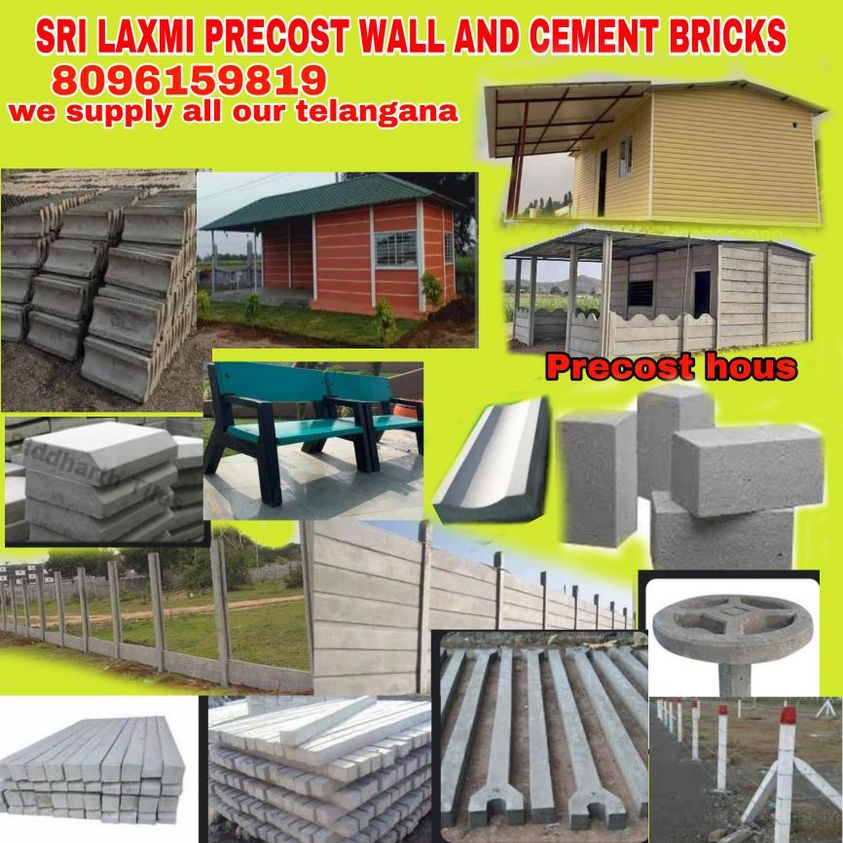 SRI LAXMI PRECOST WALL AND CEMENT BRICKS
8096159819
we supply all our telangana
Precost hous